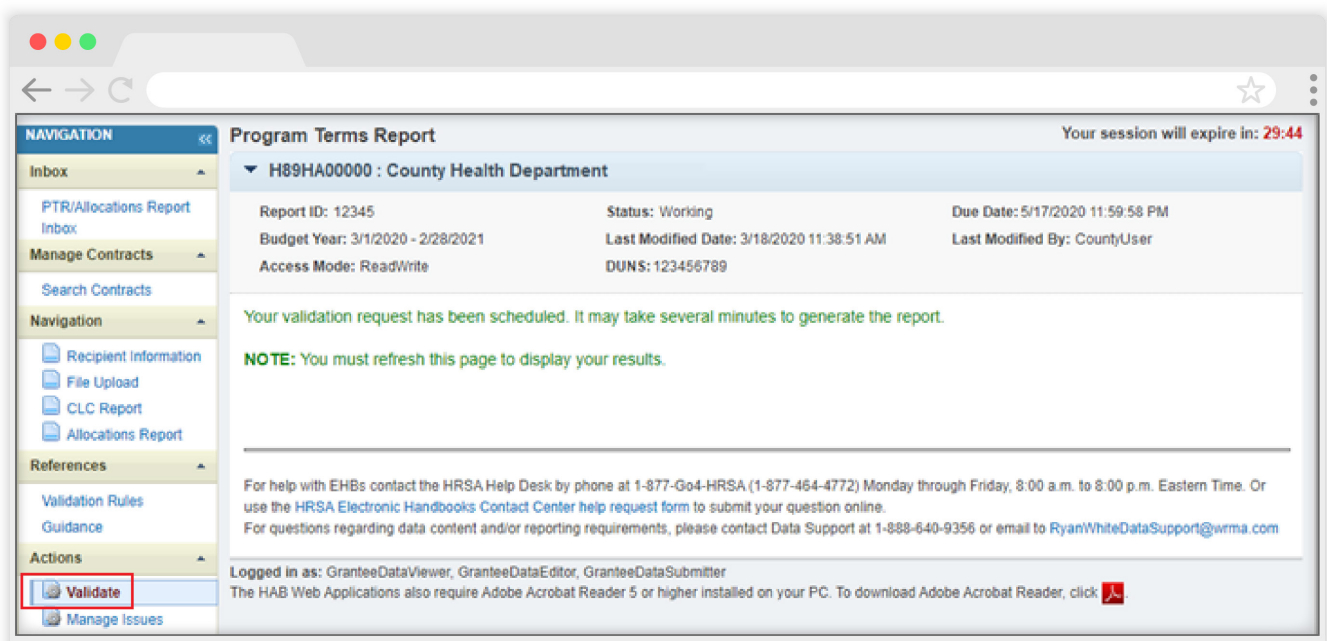 NAVIGATION
Inbox
PTR/Allocations Report
Inbox
Manage Contracts
Search Contracts
Navigation
Recipient Information
File Upload
CLC Report
Allocations Report
References
Validation Rules
Guidance
Actions
Validate
Manage Issues
Program Terms Report
Your session will expire in: 29:44
H89HA00000 : County Health Department
Report ID: 12345 Status: Working Due Date: 5/17/2020 11:59:58 PM
Budget Year: 3/1/2020 - 2/28/2021 Last Modified Date: 3/18/2020 11:38:51 AM Last Modified By: CountyUser
Access Mode: ReadWrite DUNS: 123456789
Your validation request has been scheduled. It may take several minutes to generate the report.
NOTE: You must refresh this page to display your results.
For help with EHBs contact the HRSA Help Desk by phone at 1-877-Go4-HRSA (1-877-464-4772) Monday through Friday, 8:00 a.m. to 8:00 p.m. Eastern Time. Or
use the HRSA Electronic Handbooks Contact Center help request form to submit your question online.
For questions regarding data content and/or reporting requirements, please contact Data Support at 1-888-640-9356 or email to RyanWhiteDataSupport@wrma.com
Logged in as: GranteeDataViewer, GranteeDataEditor, GranteeDataSubmitter
The HAB Web Applications also require Adobe Acrobat Reader 5 or higher installed on your PC. To download Adobe Acrobat Reader, click .